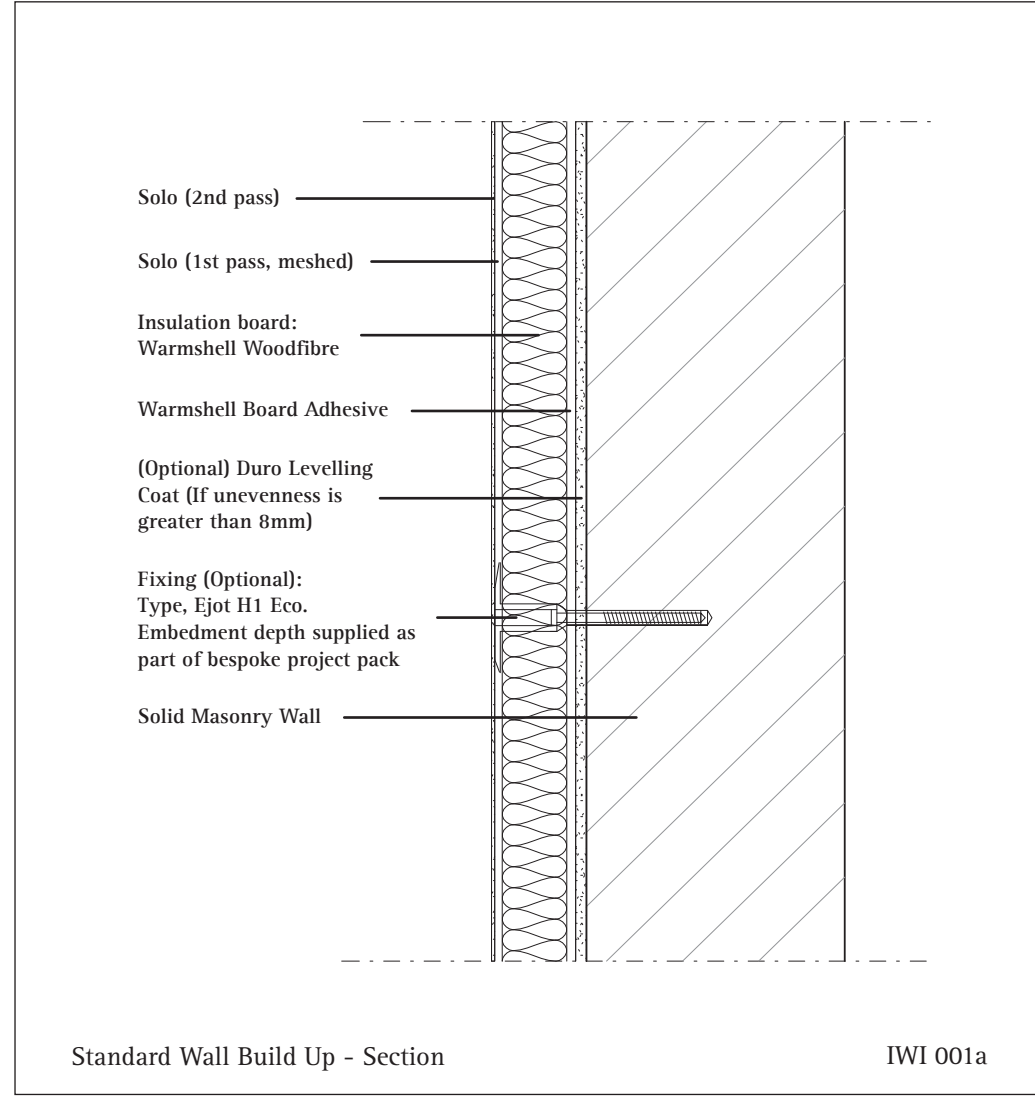 Solo (2nd pass)
Solo (1st pass, meshed)
Insulation board:
Warmshell Woodfibre
Warmshell Board Adhesive
(Optional) Duro Levelling
Coat (If unevenness is
greater than 8mm)
Fixing (Optional):
Type, Ejot H1 Eco.
Embedment depth supplied as
part of bespoke project pack
Solid Masonry Wall
Standard Wall Build Up - Section
IWI 001a